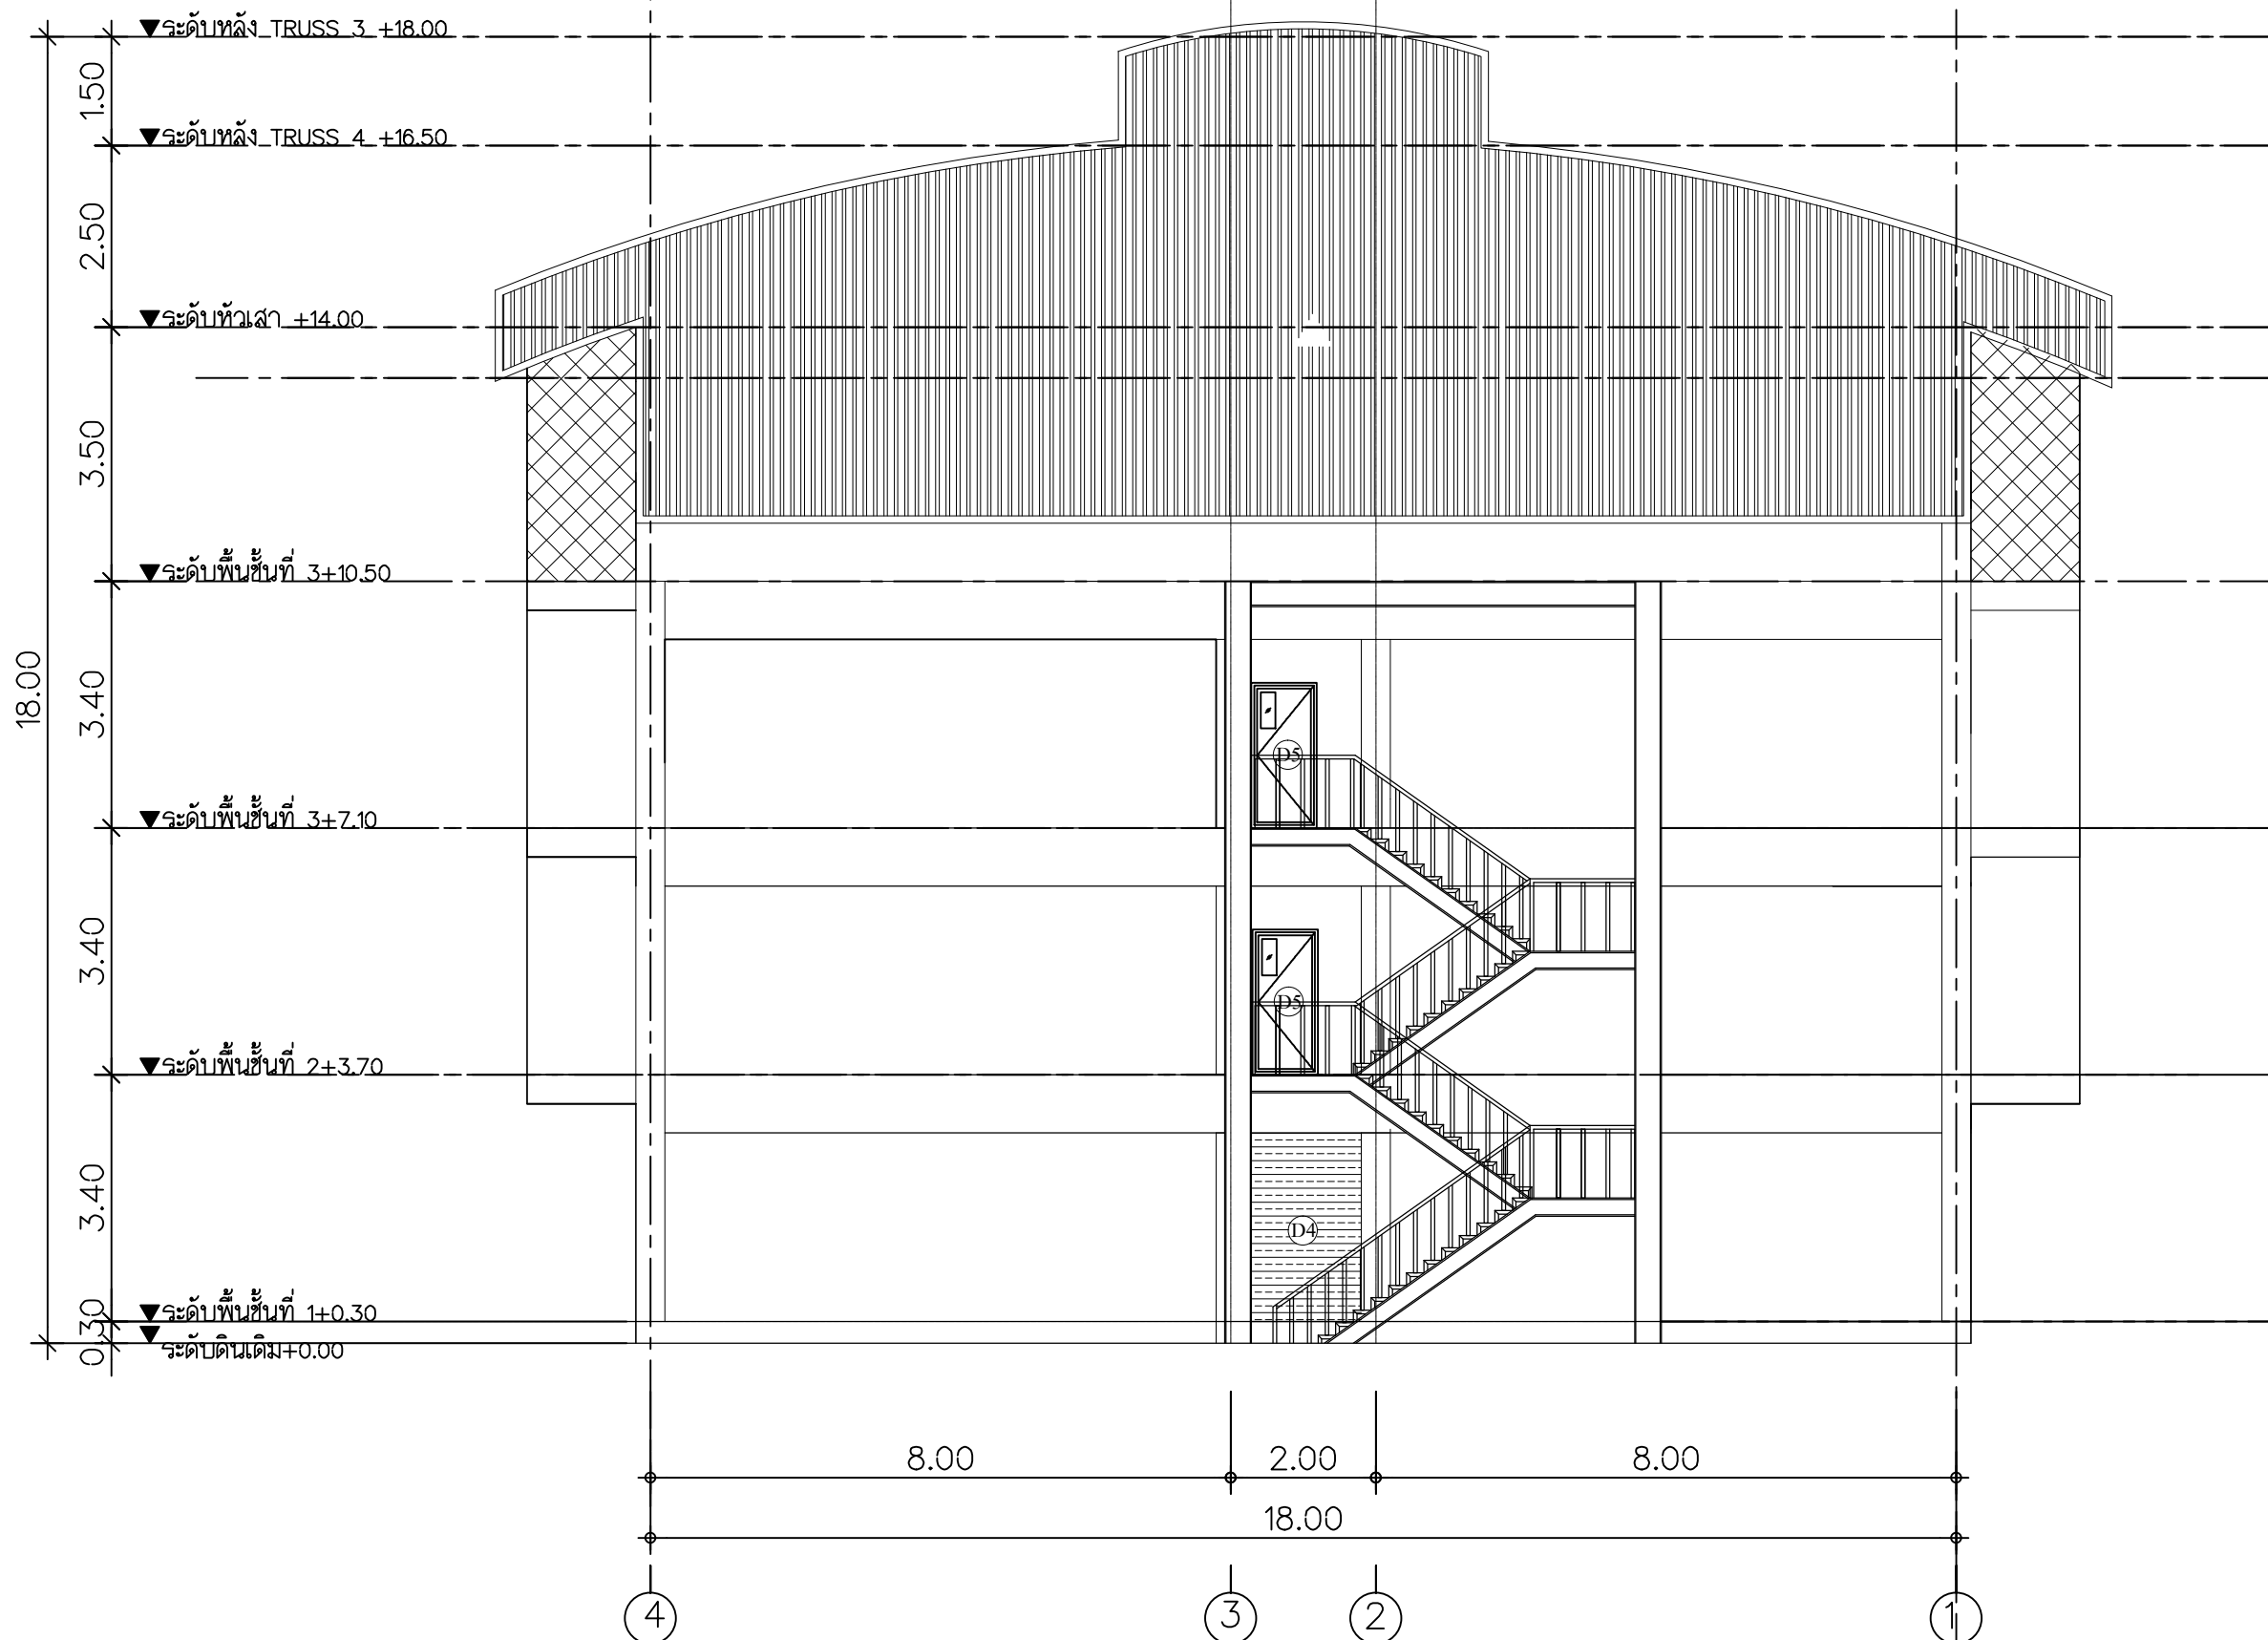 ▼ระดับหลัง TRUSS 3 +18.00
1.50
▼ระดับหลัง TRUSS 4 +16.50
2.50
▼ระดับหัวเสา +14.00
3.50
▼ระดับพื้นชั้นที่ 3+10.50
18.00
3.40
D5
▼ระดับพื้นชั้นที่ 3+7.10
3.40
D5
▼ระดับพื้นชั้นที่ 2+3.70
3.40
D4
▼ระดับพื้นชั้นที่ 1+0.30
0.30
▼ระดับดินเดิม+0.00
8.00 2.00 8.00
18.00
4 3 2 1